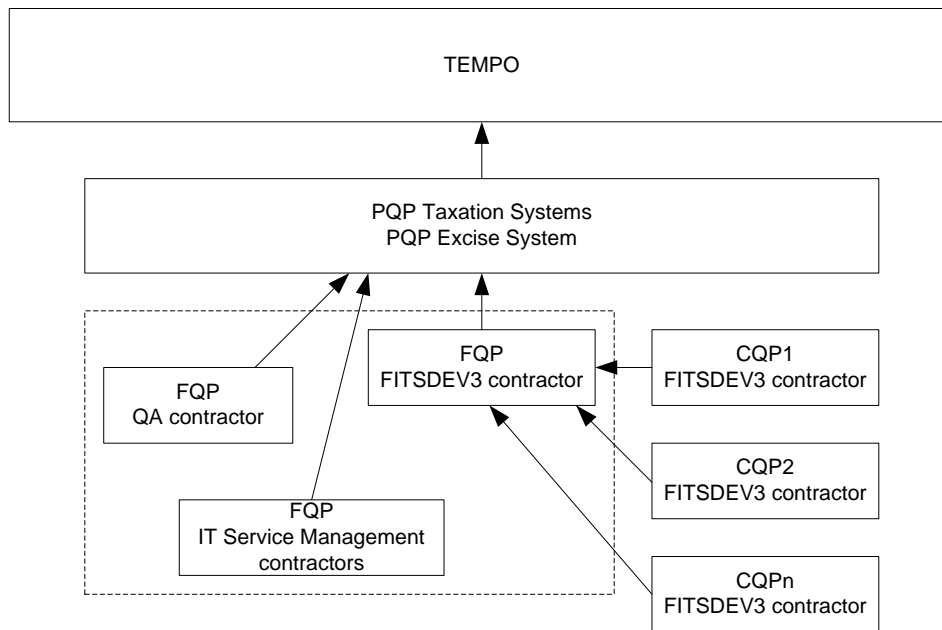 TEMPO
PQP Taxation Systems
PQP Excise System
FQP
FITSDEV3 contractor
CQP1
FITSDEV3 contractor
FQP
QA contractor
CQP2
FITSDEV3 contractor
FQP
IT Service Management
contractors
CQPn
FITSDEV3 contractor